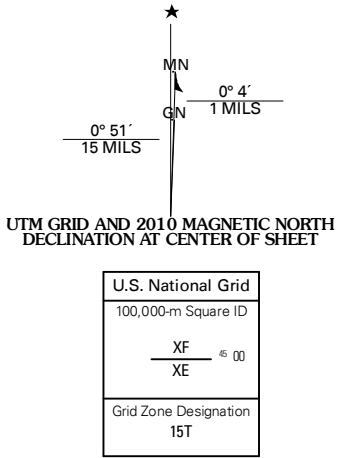 ★
MN
0° 4´
1 MILS
GN
0° 51´
15 MILS
UTM GRID AND 2010 MAGNETIC NORTH
DECLINATION AT CENTER OF SHEET
U.S. National Grid
100,000-m Square ID
XF
45 00
XE
Grid Zone Designation
15T